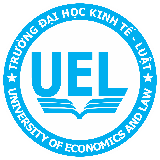 TRƯỜNG ĐẠI HỌC KINH TẾ - LUẬT
UEL
UNIVERSITY OF ECONOMICS AND LAW